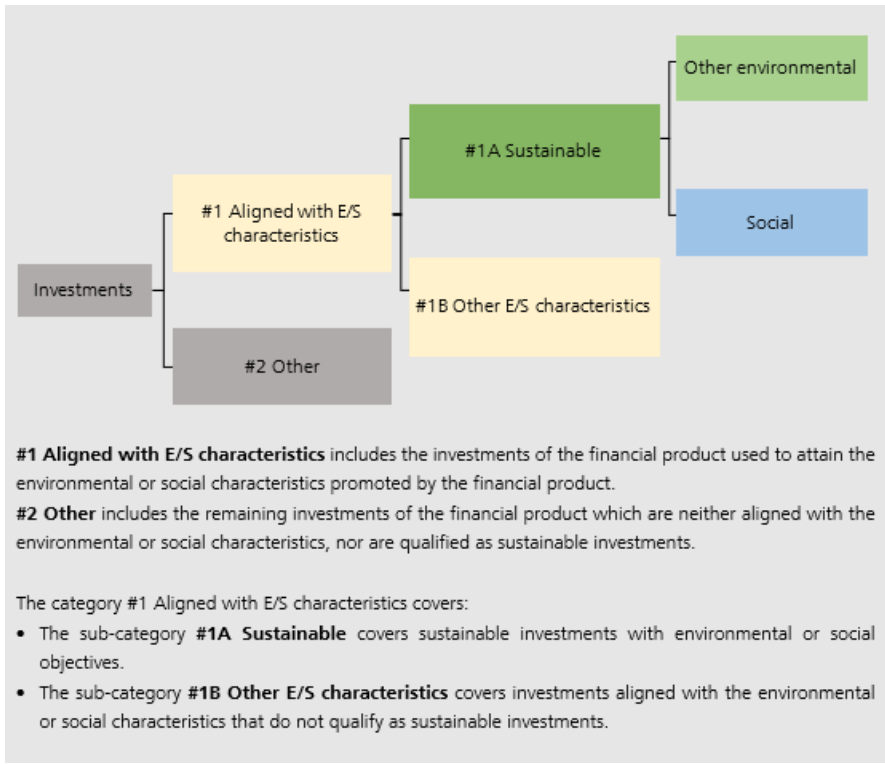 Other environmental
#1A Sustainable
#1 Aligned with E/S
characteristics
Social
Investments
#1B Other E/S characteristics
#2 Other
#1 Aligned with E/S characteristics includes the investments of the financial product used to attain the
environmental or social characteristics promoted by the financial product.
#2 Other includes the remaining investments of the financial product which are neither aligned with the
environmental or social characteristics, nor are qualified as sustainable investments.
The category #1 Aligned with E/S characteristics covers:
• The sub-category #1A Sustainable covers sustainable investments with environmental or social
objectives.
• The sub-category #1B Other E/S characteristics covers investments aligned with the environmental
or social characteristics that do not qualify as sustainable investments.